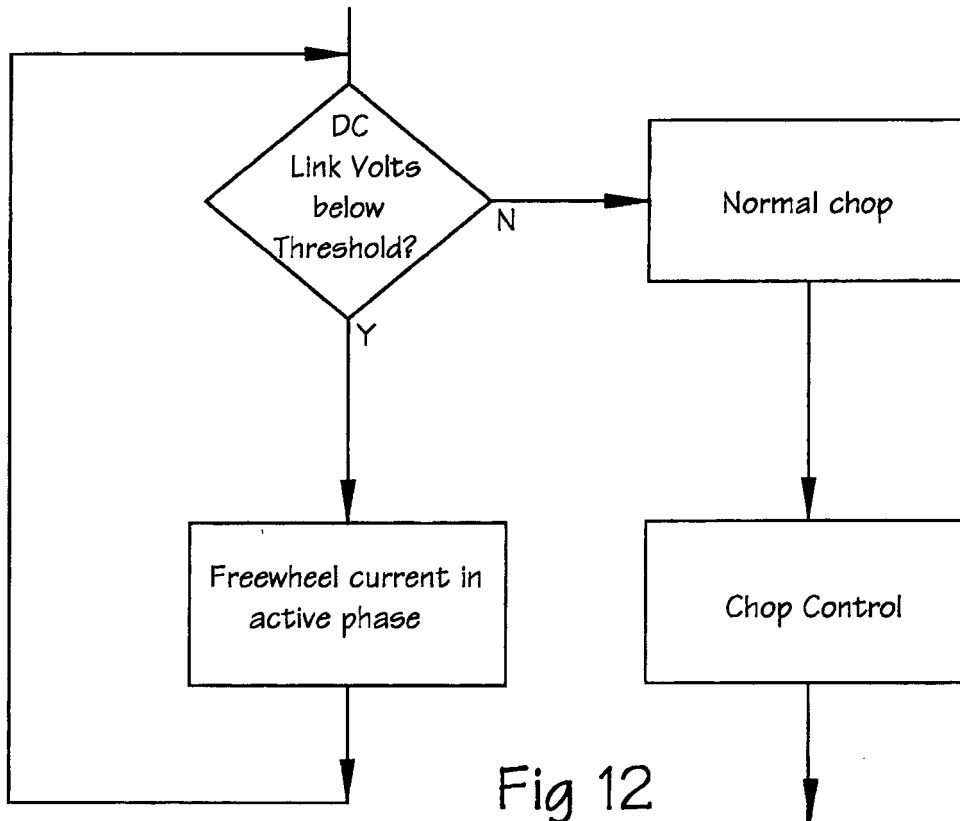 DC
Link Volts
below
Threshold?
N
Normal chop
Y
Freewheel current in
active phase
Chop Control
Fig 12